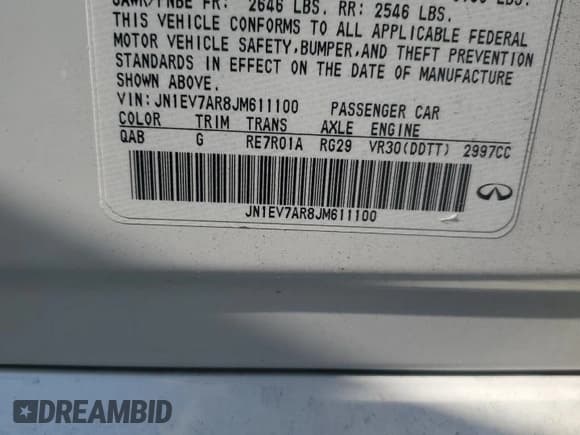 FR: 2646 LBS. RR: 2546 LBS.
THIS VEHICLE CONFORMS TO ALL APPLICABLE FEDERAL
MOTOR VEHICLE SAFETY,BUMPER,AND THEFT PREVENTION
STANDARDS IN EFFECT ON THE DATE OF MANUFACTURE
SHOWN ABOVE.
VIN:JN1EV7AR8JM611100 PASSENGER CAR
COLOR TRIM TRANS AXLE ENGINE
QAB G RE7R01A RG29 VR30(DDTT) 2997CC
JN1EV7AR8JM611100
DREAMBID